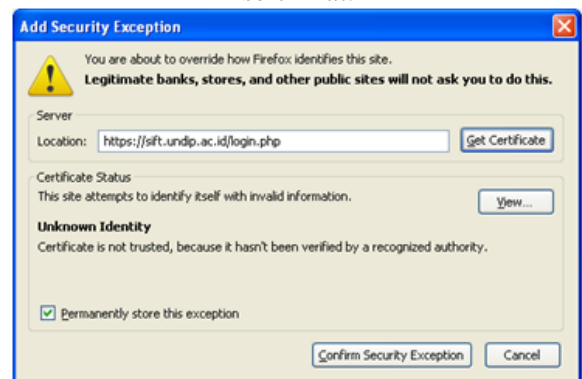 Add Security Exception
You are about to override how Firefox identifies this site.
Legitimate banks, stores, and other public sites will not ask you to do this.
Server
Location: https://sift.undip.ac.id/login.php Get Certificate
Certificate Status
This site attempts to identify itself with invalid information. View...
Unknown Identity
Certificate is not trusted, because it hasn't been verified by a recognized authority.
Permanently store this exception
Confirm Security Exception Cancel